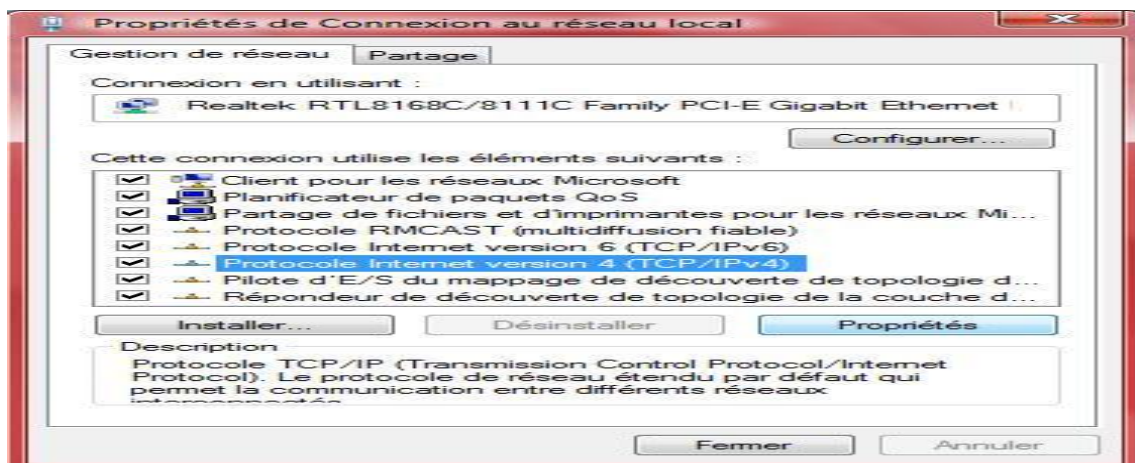 Propriétés de Connexion au réseau local
Gestion de réseau
Partage
Connexion en utilisant :
Realtek RTL8168C/8111C Family PCI-E Gigabit Ethernet
Configurer...
Cette connexion utilise les éléments suivants :
Client pour les réseaux Microsoft
Planificateur de paquets QoS
Partage de fichiers et d'imprimantes pour les réseaux Mi...
Protocole RMCAST (multidiffusion fiable)
Protocole Internet version 6 (TCP/IPv6)
Protocole Internet version 4 (TCP/IPv4)
Pilote d'E/S du mappage de découverte de topologie d...
Répondeur de découverte de topologie de la couche d...
Installer...
Désinstaller
Propriétés
Description
Protocole TCP/IP (Transmission Control Protocol/Internet
Protocol). Le protocole de réseau étendu par défaut qui
permet la communication entre différents réseaux
Fermer
Annuler